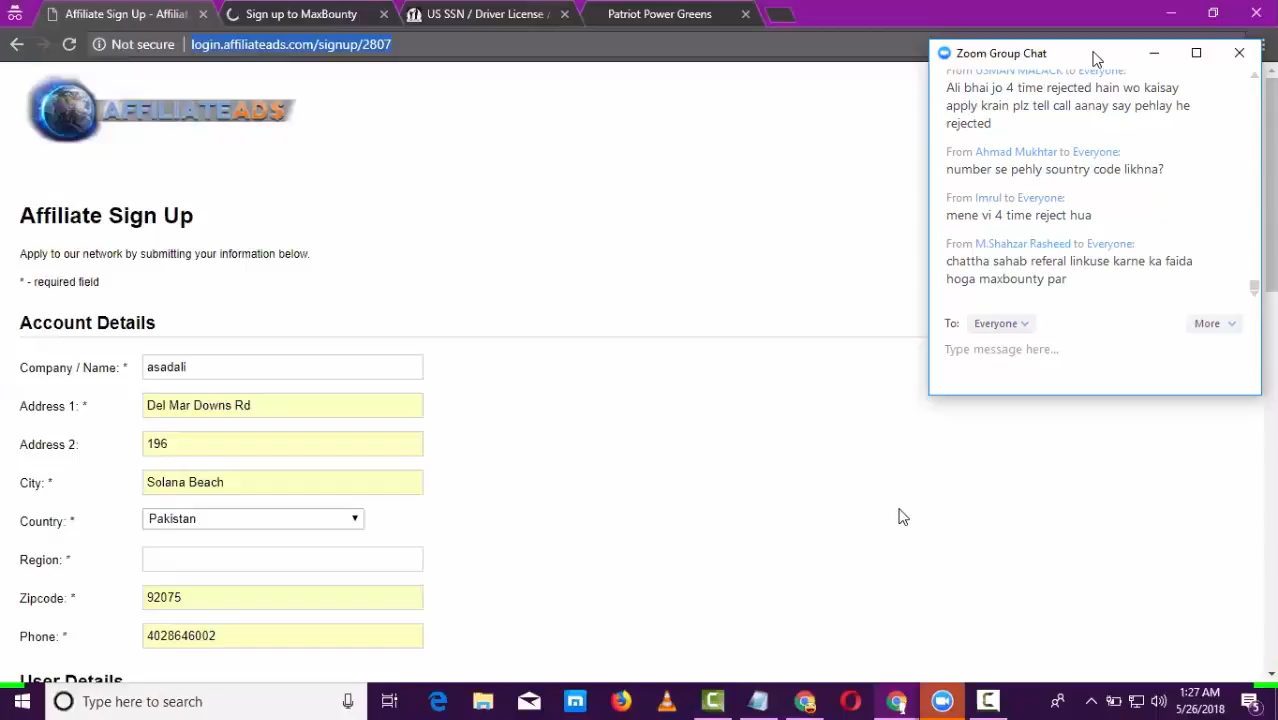 Affiliate Sign Up - Affiliat
Sign up to MaxBounty
US SSN / Driver License /
Patriot Power Greens
Not secure
login.affiliateads.com/signup/2807
AFFILIATEADS
Affiliate Sign Up
Apply to our network by submitting your information below.
* - required field
Account Details
Company / Name: * asadali
Address 1: * Del Mar Downs Rd
Address 2: 196
City: * Solana Beach
Country: * Pakistan
Region: *
Zipcode: * 92075
Phone: * 4028646002
User Details
Zoom Group Chat
From USMAN MALACK to Everyone:
Ali bhai jo 4 time rejected hain wo kaisay
apply krain plz tell call aanay say pehlay he
rejected
From Ahmad Mukhtar to Everyone:
number se pehly sountry code likhna?
From Imrul to Everyone:
mene vi 4 time reject hua
From M.Shahzar Rasheed to Everyone:
chattha sahab referal linkuse karne ka faida
hoga maxbounty par
To: Everyone
More
Type message here...
Type here to search
1:27 AM
5/26/2018
5